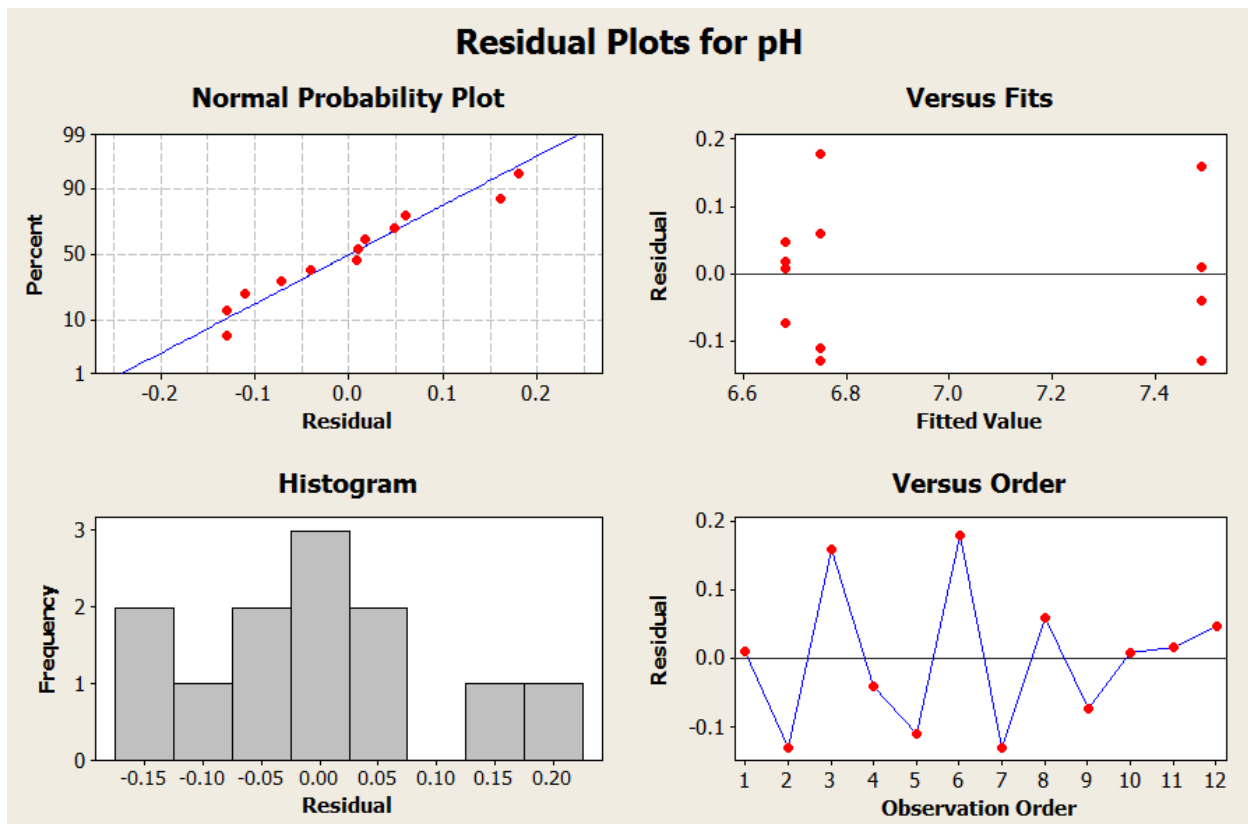 Residual Plots for pH
Normal Probability Plot
99
90
50
10
1
Percent
-0.2 -0.1 0.0 0.1 0.2
Residual
Versus Fits
0.2
0.1
0.0
-0.1
Residual
6.6 6.8 7.0 7.2 7.4
Fitted Value
Histogram
3
2
1
0
Frequency
-0.15 -0.10 -0.05 0.00 0.05 0.10 0.15 0.20
Residual
Versus Order
0.2
0.1
0.0
-0.1
Residual
1 2 3 4 5 6 7 8 9 10 11 12
Observation Order